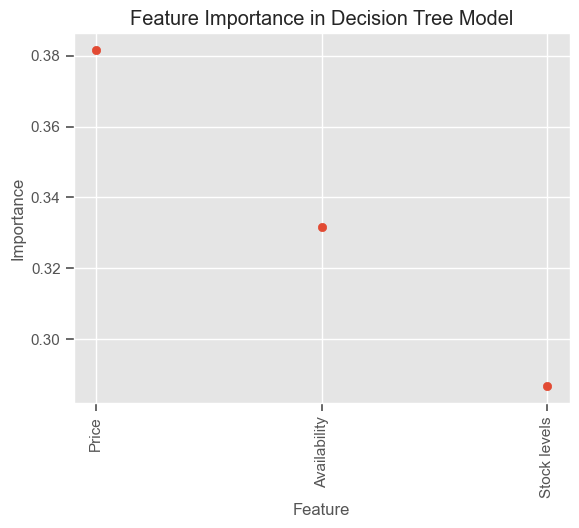 Feature Importance in Decision Tree Model
0.38
0.36
0.34
0.32
0.30
Importance
Price
Availability
Stock levels
Feature